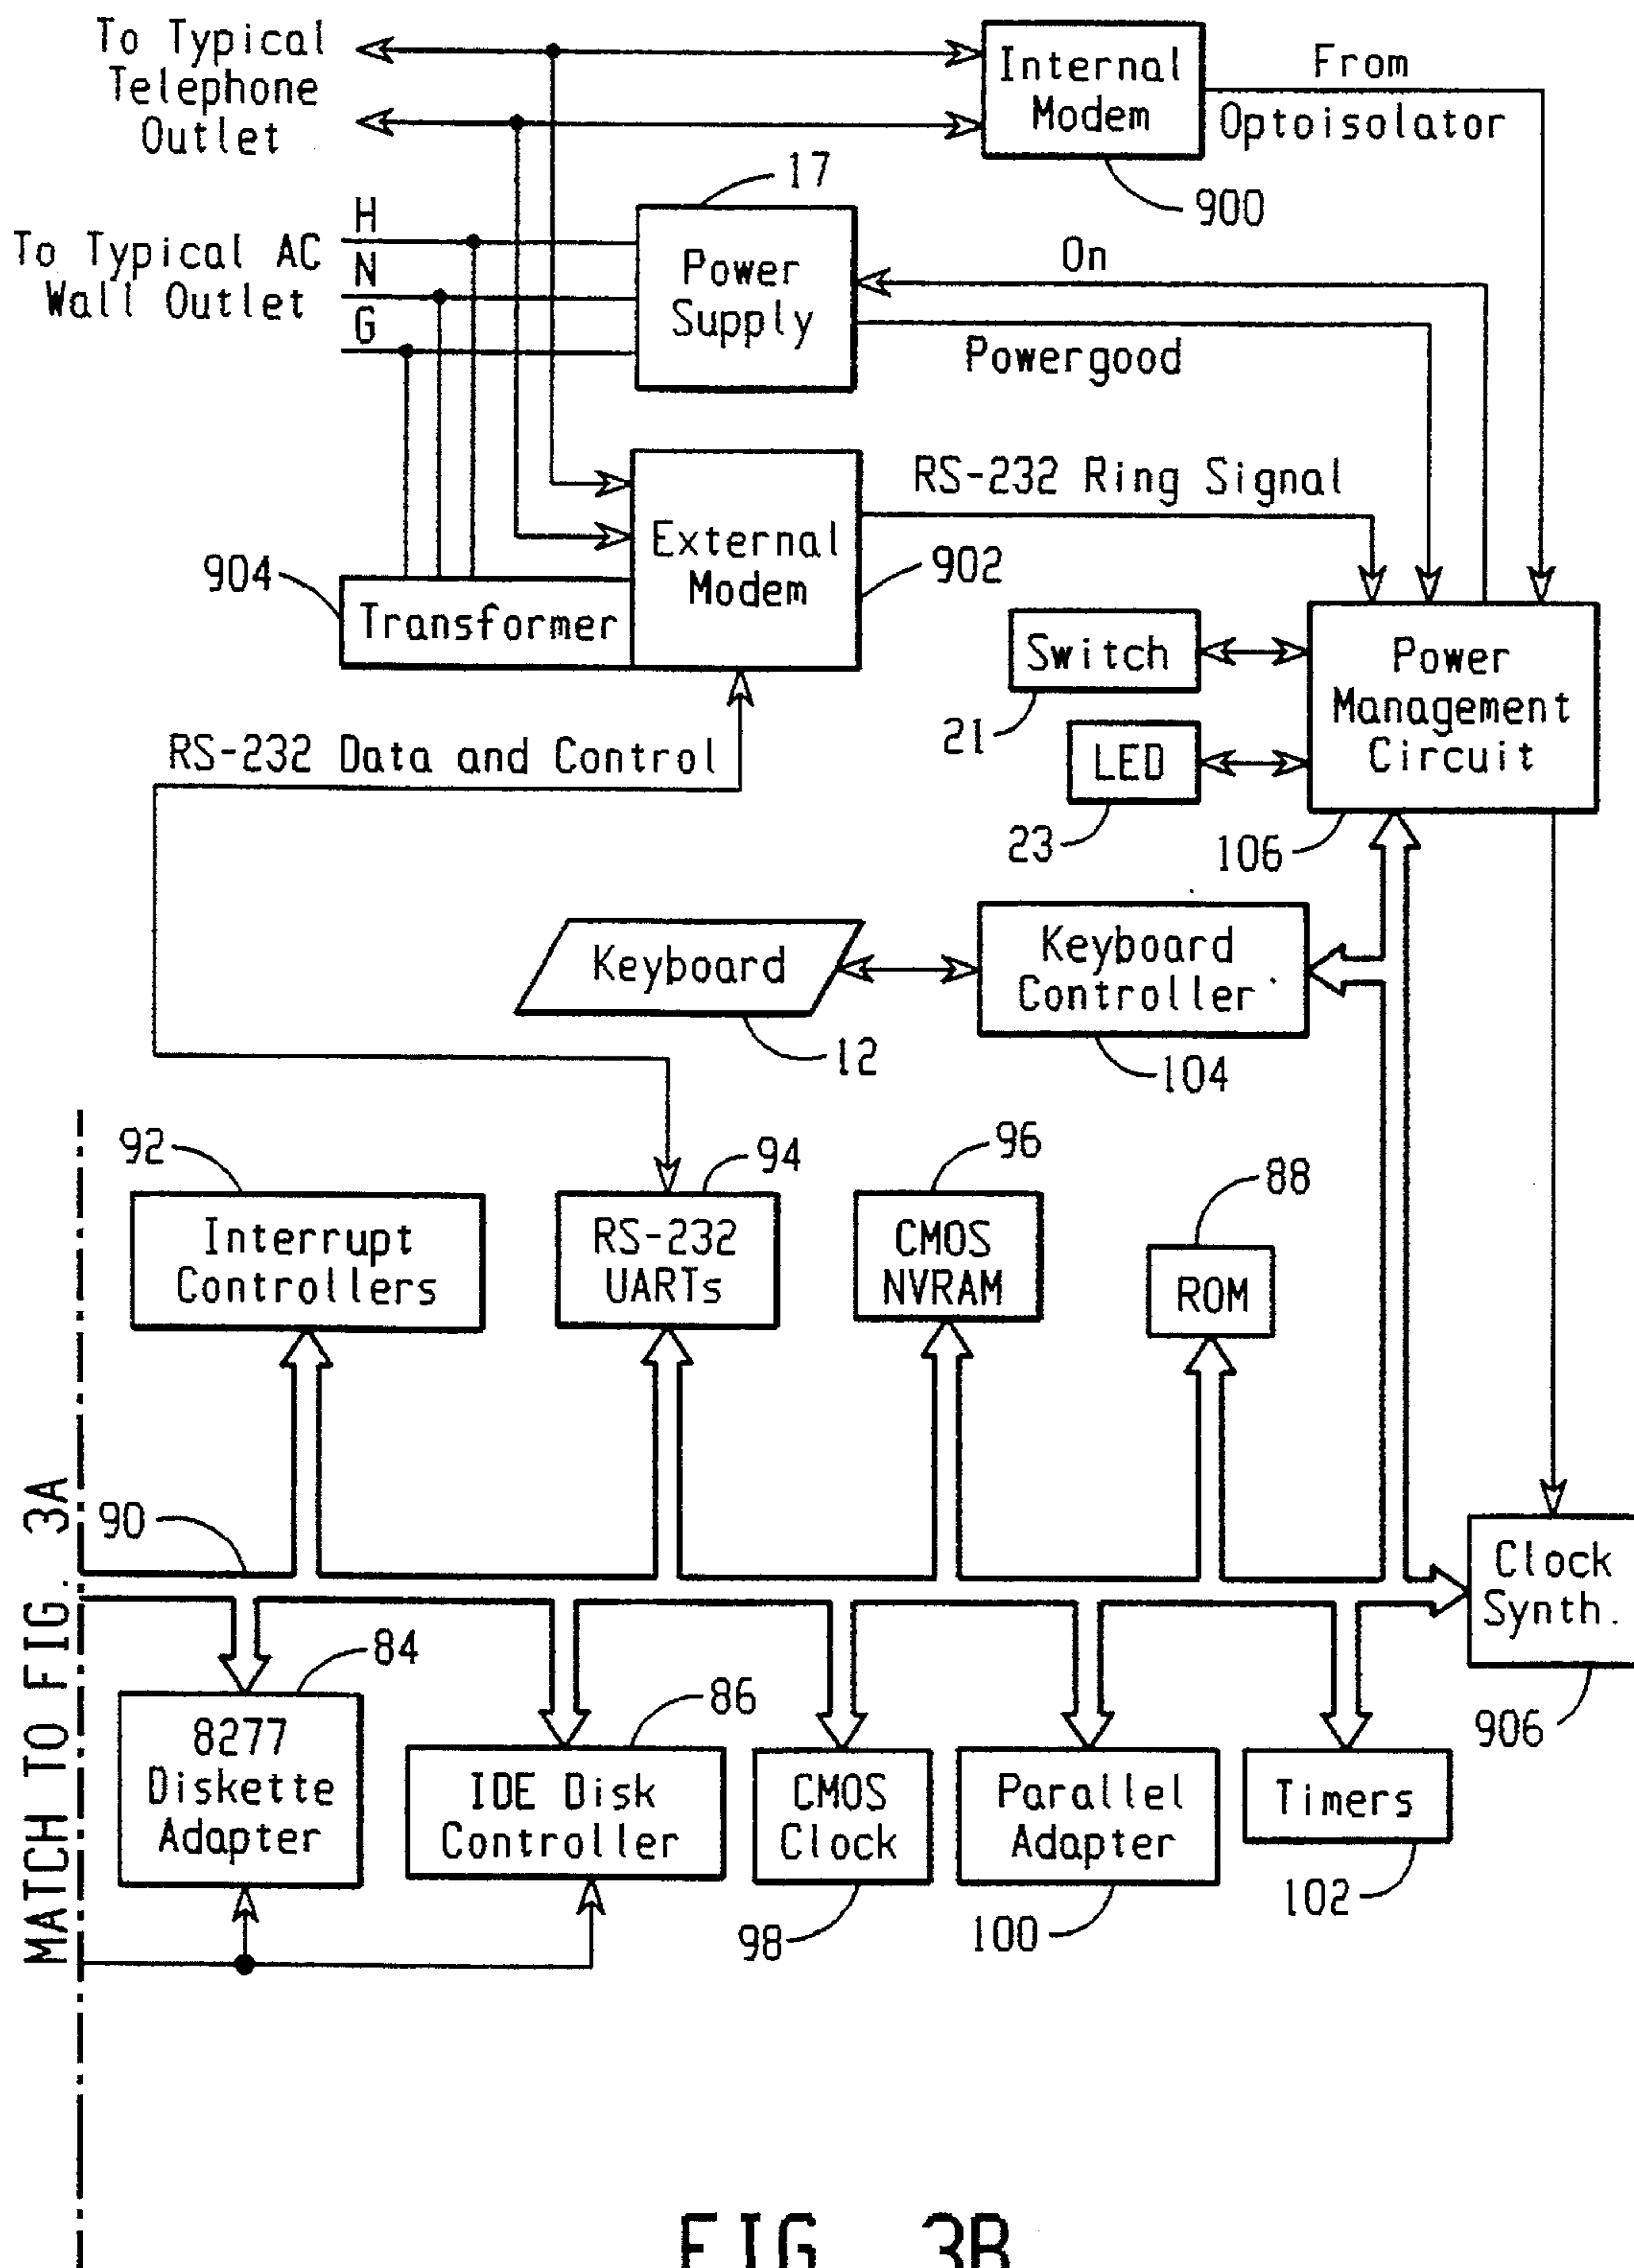 To Typical
Telephone
Outlet
Internal
Modem
From
Optoisolator
900
17
To Typical AC
Wall Outlet
H
N
G
Power
Supply
On
Powergood
RS-232 Ring Signal
External
Modem
902
904
Transformer
Switch
21
LED
23
Power
Management
Circuit
106
RS-232 Data and Control
Keyboard
12
Keyboard
Controller
104
92
Interrupt
Controllers
94
RS-232
UARTs
96
CMOS
NVRAM
88
ROM
MATCH TO FIG. 3A
90
Clock
Synth.
906
84
8277
Diskette
Adapter
86
IDE Disk
Controller
CMOS
Clock
98
Parallel
Adapter
100
Timers
102
FIG. 3B